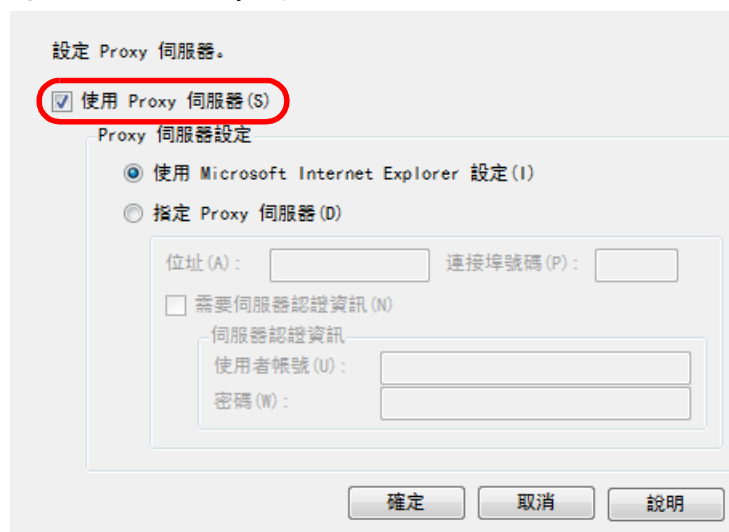 設定 Proxy 伺服器。
使用 Proxy 伺服器(S)
Proxy 伺服器設定
使用 Microsoft Internet Explorer 設定(I)
指定 Proxy 伺服器(D)
位址(A): 連接埠號碼(P):
需要伺服器認證資訊(N)
伺服器認證資訊
使用者帳號(U):
密碼(W):
確定 取消 說明